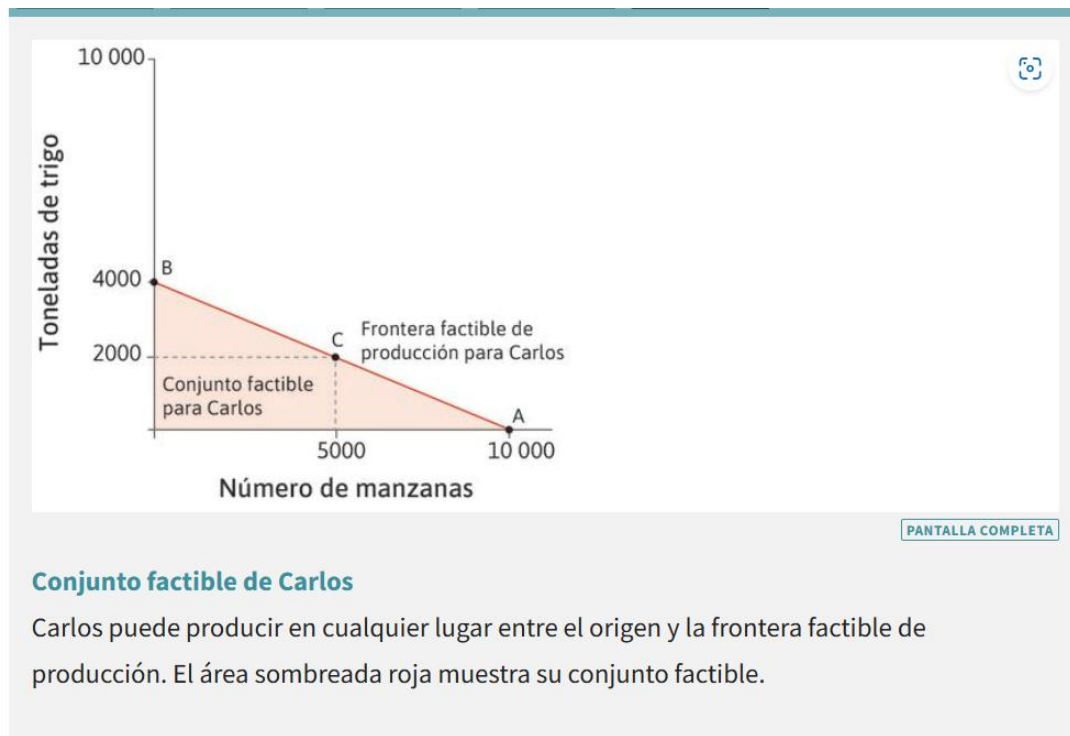 10 000
Toneladas de trigo
B
4000
C
Frontera factible de
producción para Carlos
2000
Conjunto factible
para Carlos
A
5000
10 000
Número de manzanas
PANTALLA COMPLETA
Conjunto factible de Carlos
Carlos puede producir en cualquier lugar entre el origen y la frontera factible de
producción. El área sombreada roja muestra su conjunto factible.